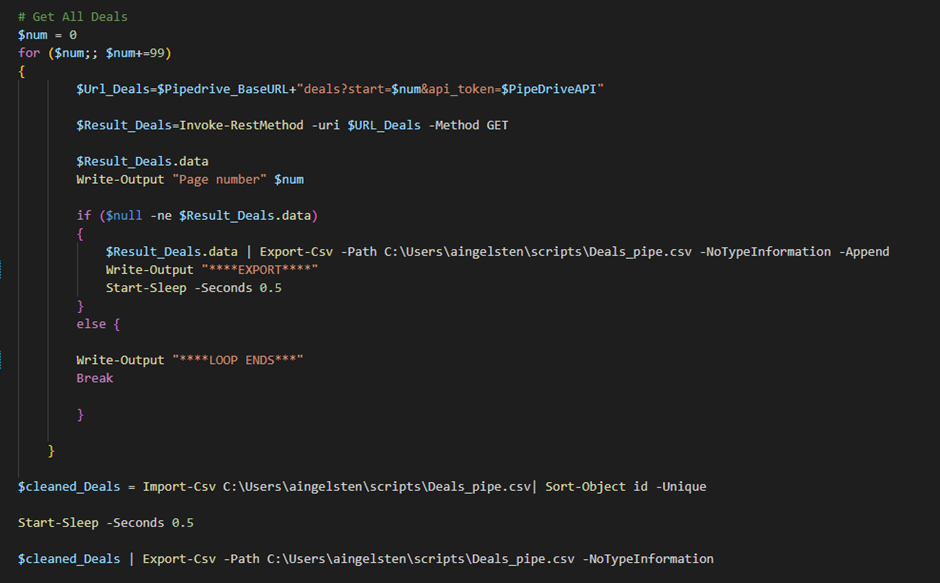 # Get All Deals
$num = 0
for ($num;; $num+=99)
{
$Url_Deals=$Pipedrive_BaseURL+"deals?start=$num&api_token=$PipeDriveAPI"
$Result_Deals=Invoke-RestMethod -uri $URL_Deals -Method GET
$Result_Deals.data
Write-Output "Page number" $num
if ($null -ne $Result_Deals.data)
{
$Result_Deals.data | Export-Csv -Path C:\Users\aingelsten\scripts\Deals_pipe.csv -NoTypeInformation -Append
Write-Output "****EXPORT****"
Start-Sleep -Seconds 0.5
}
else {
Write-Output "****LOOP ENDS***"
Break
}
}
$cleaned_Deals = Import-Csv C:\Users\aingelsten\scripts\Deals_pipe.csv| Sort-Object id -Unique
Start-Sleep -Seconds 0.5
$cleaned_Deals | Export-Csv -Path C:\Users\aingelsten\scripts\Deals_pipe.csv -NoTypeInformation